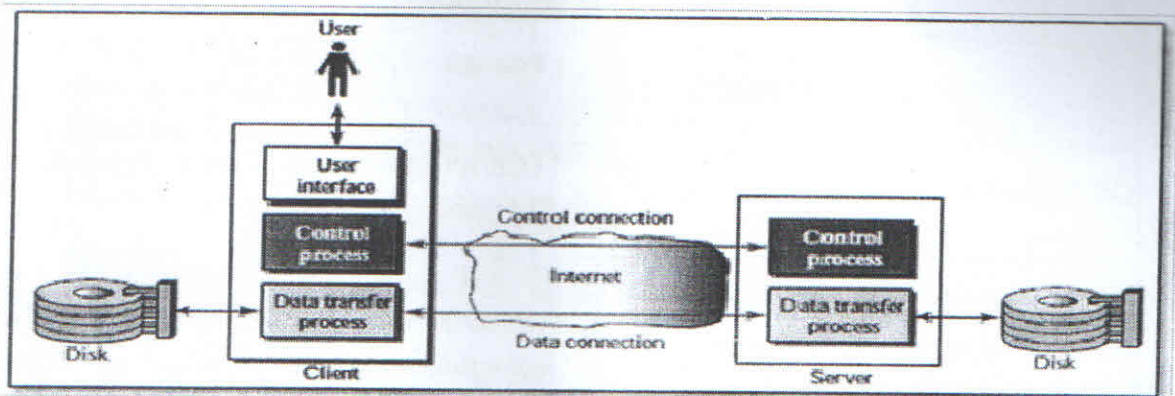 User
User
interface
Control
process
Data transfer
process
Disk
Client
Control connection
Internet
Data connection
Control
process
Data transfer
process
Server
Disk